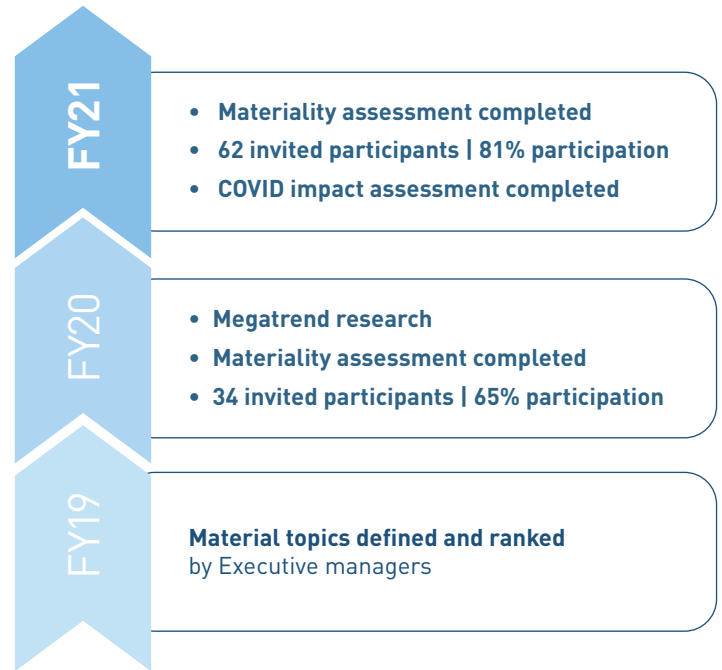 FY21
• Materiality assessment completed
• 62 invited participants | 81% participation
• COVID impact assessment completed
FY20
• Megatrend research
• Materiality assessment completed
• 34 invited participants | 65% participation
FY19
Material topics defined and ranked
by Executive managers